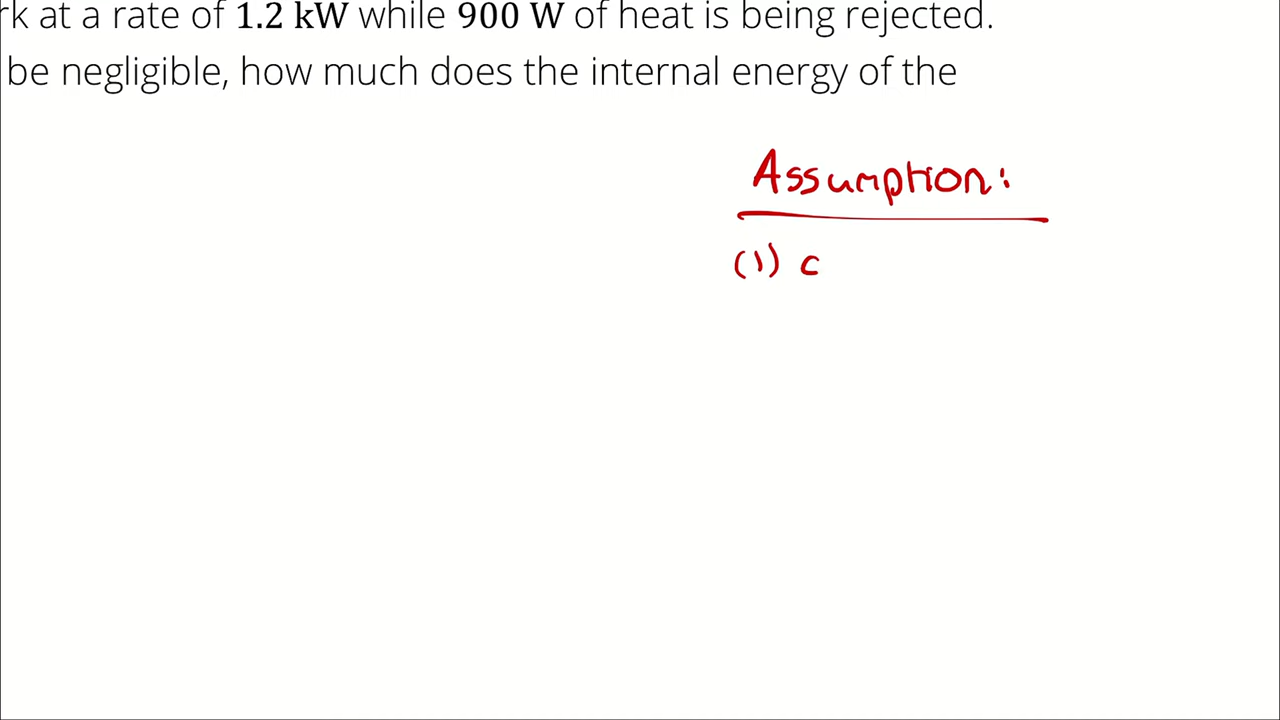 rk at a rate of 1.2 kW while 900 W of heat is being rejected.
be negligible, how much does the internal energy of the
Assumption:
(1) c